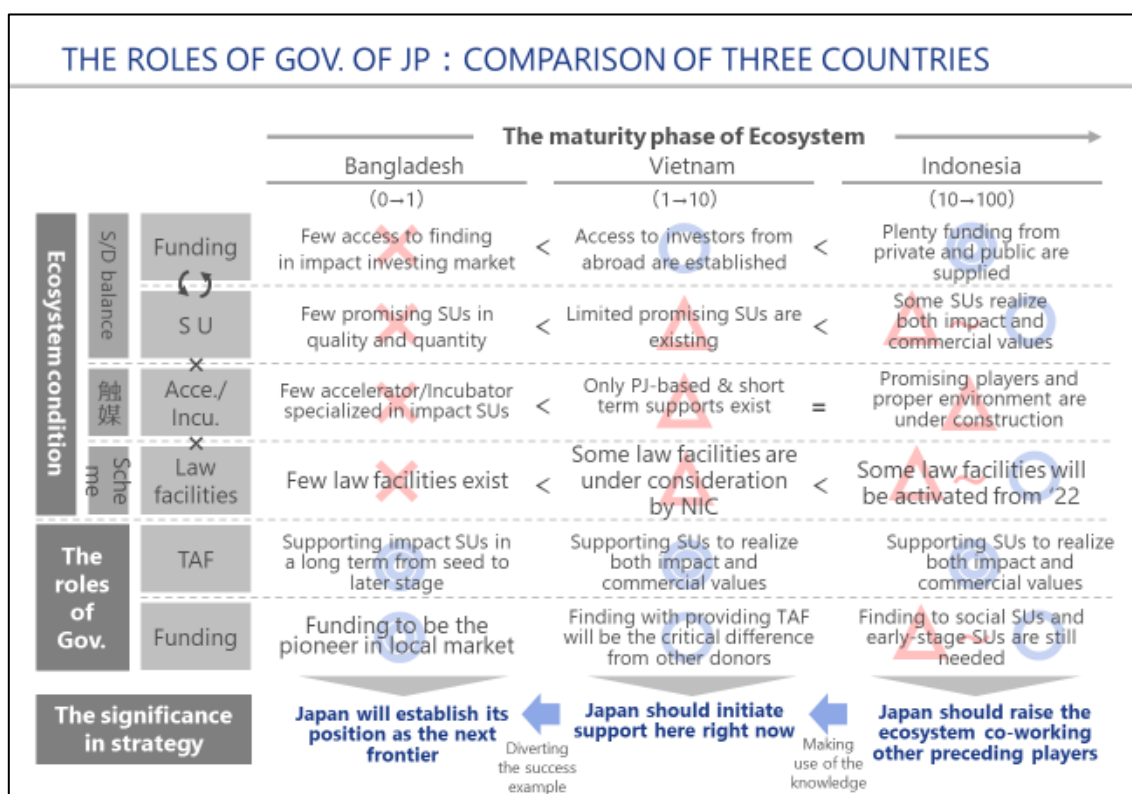 THE ROLES OF GOV. OF JP : COMPARISON OF THREE COUNTRIES
The maturity phase of Ecosystem
Bangladesh
Vietnam
Indonesia
(0→1)
(1→10)
(10→100)
Ecosystem condition
S/D balance
Funding
Few access to finding
in impact investing market
<
Access to investors from
abroad are established
<
Plenty funding from
private and public are
supplied
S U
Few promising SUs in
quality and quantity
<
Limited promising SUs are
existing
<
Some SUs realize
both impact and
commercial values
×
触媒
Acce./
Incu.
Few accelerator/Incubator
specialized in impact SUs
<
Only PJ-based & short
term supports exist
=
Promising players and
proper environment are
under construction
×
Sche
me
Law
facilities
Few law facilities exist
<
Some law facilities are
under consideration
by NIC
<
Some law facilities will
be activated from '22
The
roles
of
Gov.
TAF
Supporting impact SUs in
a long term from seed to
later stage
Supporting SUs to realize
both impact and
commercial values
Supporting SUs to realize
both impact and
commercial values
Funding
Funding to be the
pioneer in local market
Finding with providing TAF
will be the critical difference
from other donors
Finding to social SUs and
early-stage SUs are still
needed
The significance
in strategy
Japan will establish its
position as the next
frontier
Diverting
the success
example
Japan should initiate
support here right now
Making
use of the
knowledge
Japan should raise the
ecosystem co-working
other preceding players